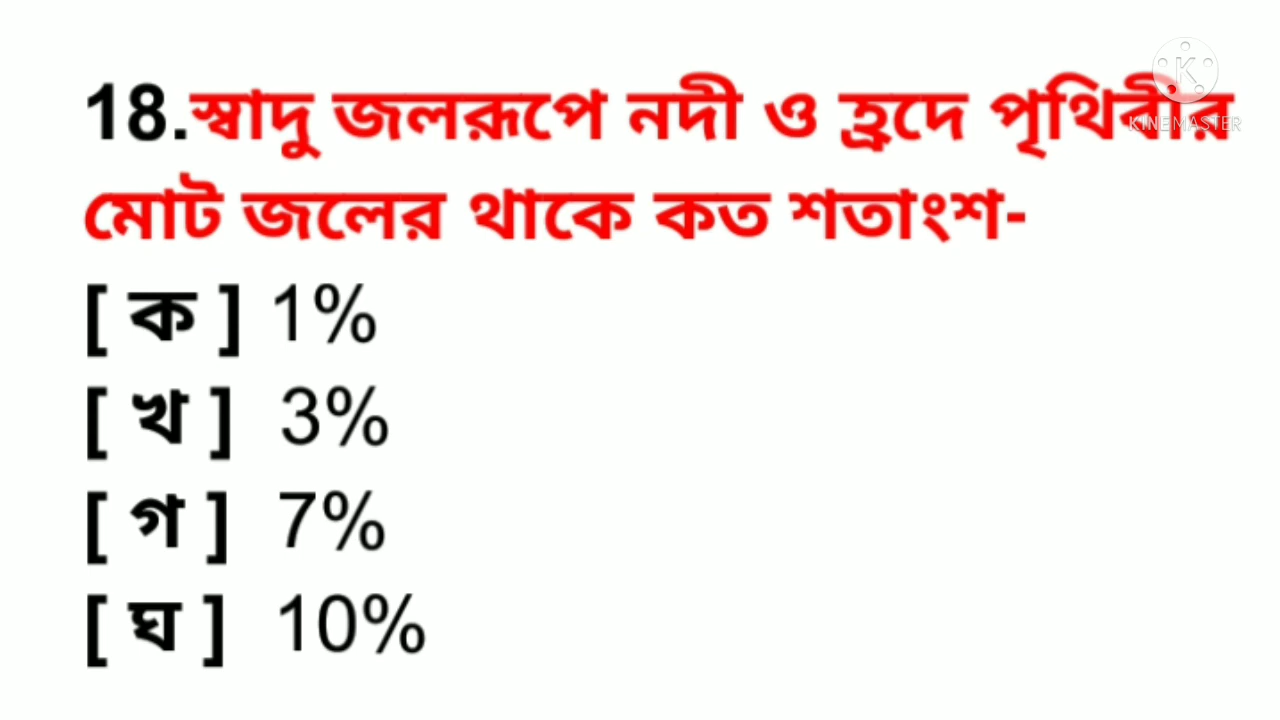 18.স্বাদু জলরূপে নদী ও হ্রদে পৃথিবীর
মোট জলের থাকে কত শতাংশ-
[ ক ] 1%
[ খ ] 3%
[ গ ] 7%
[ ঘ ] 10%
K
KINEMASTER